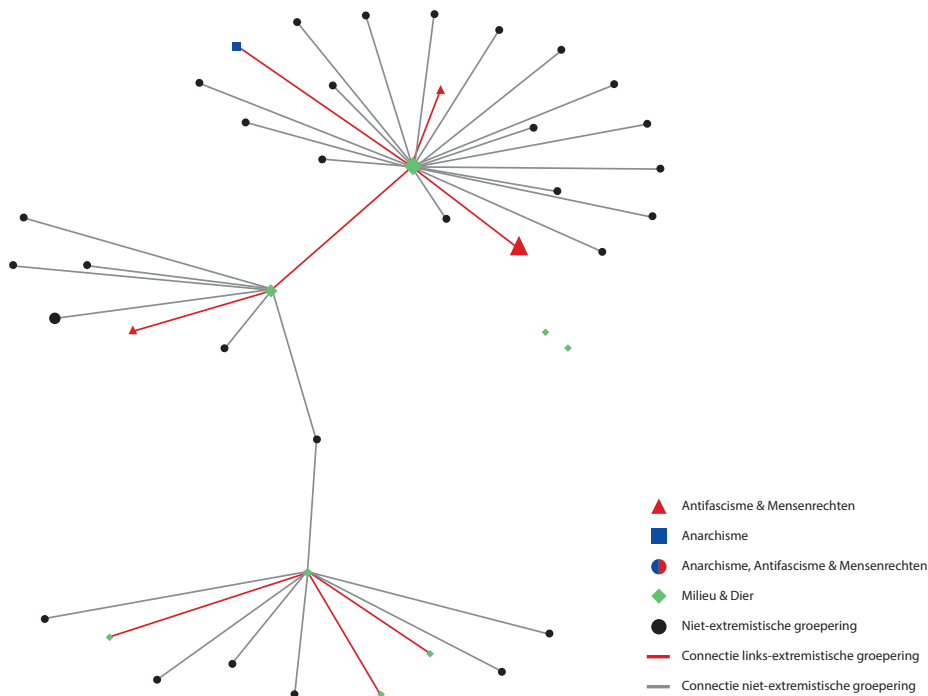 Antifascisme & Mensenrechten
Anarchisme
Anarchisme, Antifascisme & Mensenrechten
Milieu & Dier
Niet-extremistische groepering
Connectie links-extremistische groepering
Connectie niet-extremistische groepering